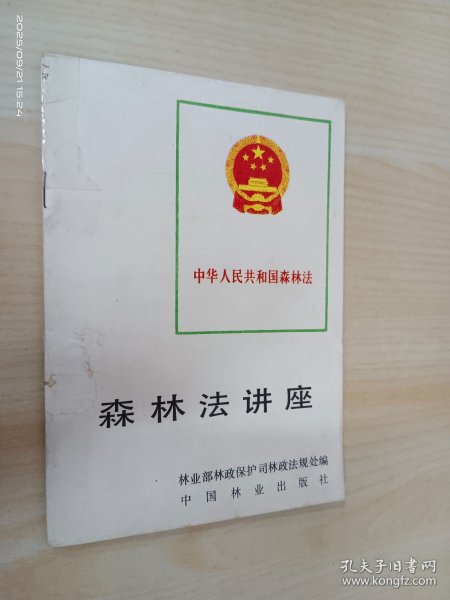 2025/09/21 15:24
中华人民共和国森林法
森林法讲座
林业部林政保护司林政法规处编
中国林业出版社
孔夫子旧书网
www.kongfz.com